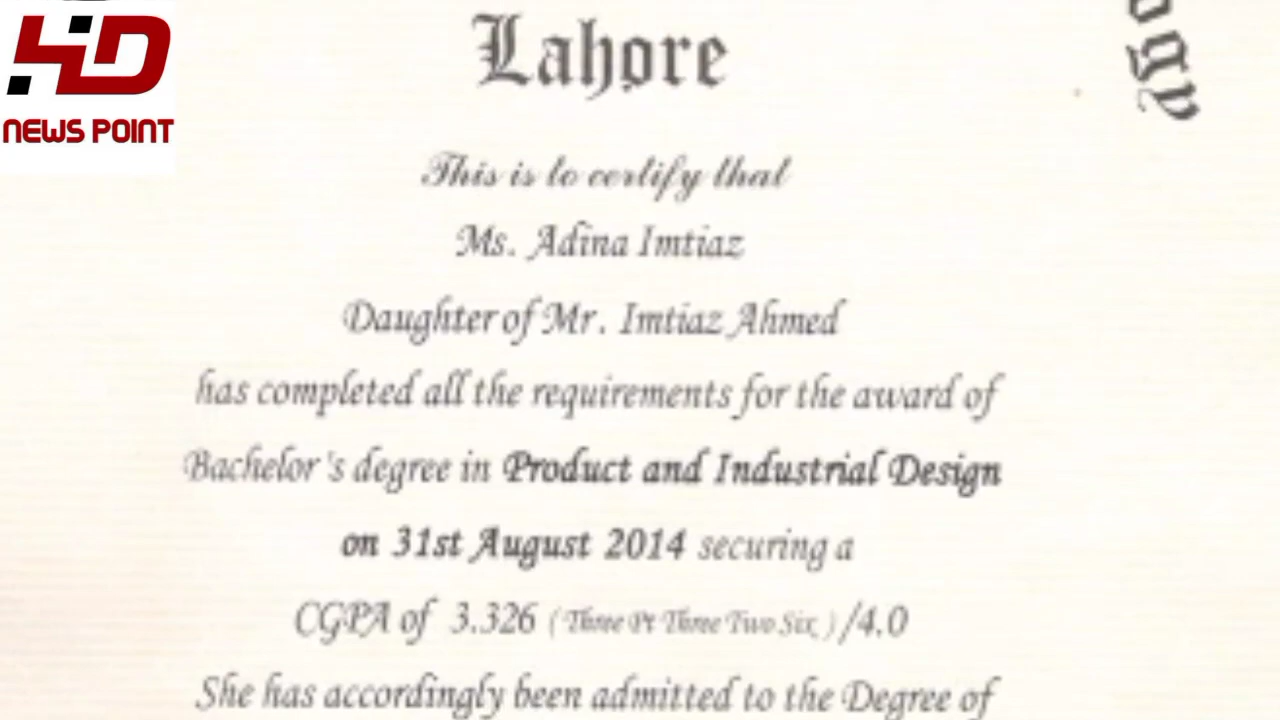 HD
NEWS POINT
Lahore
ogy
This is to certify that
Ms. Adina Imtiaz
Daughter of Mr. Imtiaz Ahmed
has completed all the requirements for the award of
Bachelor's degree in Product and Industrial Design
on 31st August 2014 securing a
CGPA of 3.326 (Three Pt Three Two Six)/4.0
She has accordingly been admitted to the Degree of